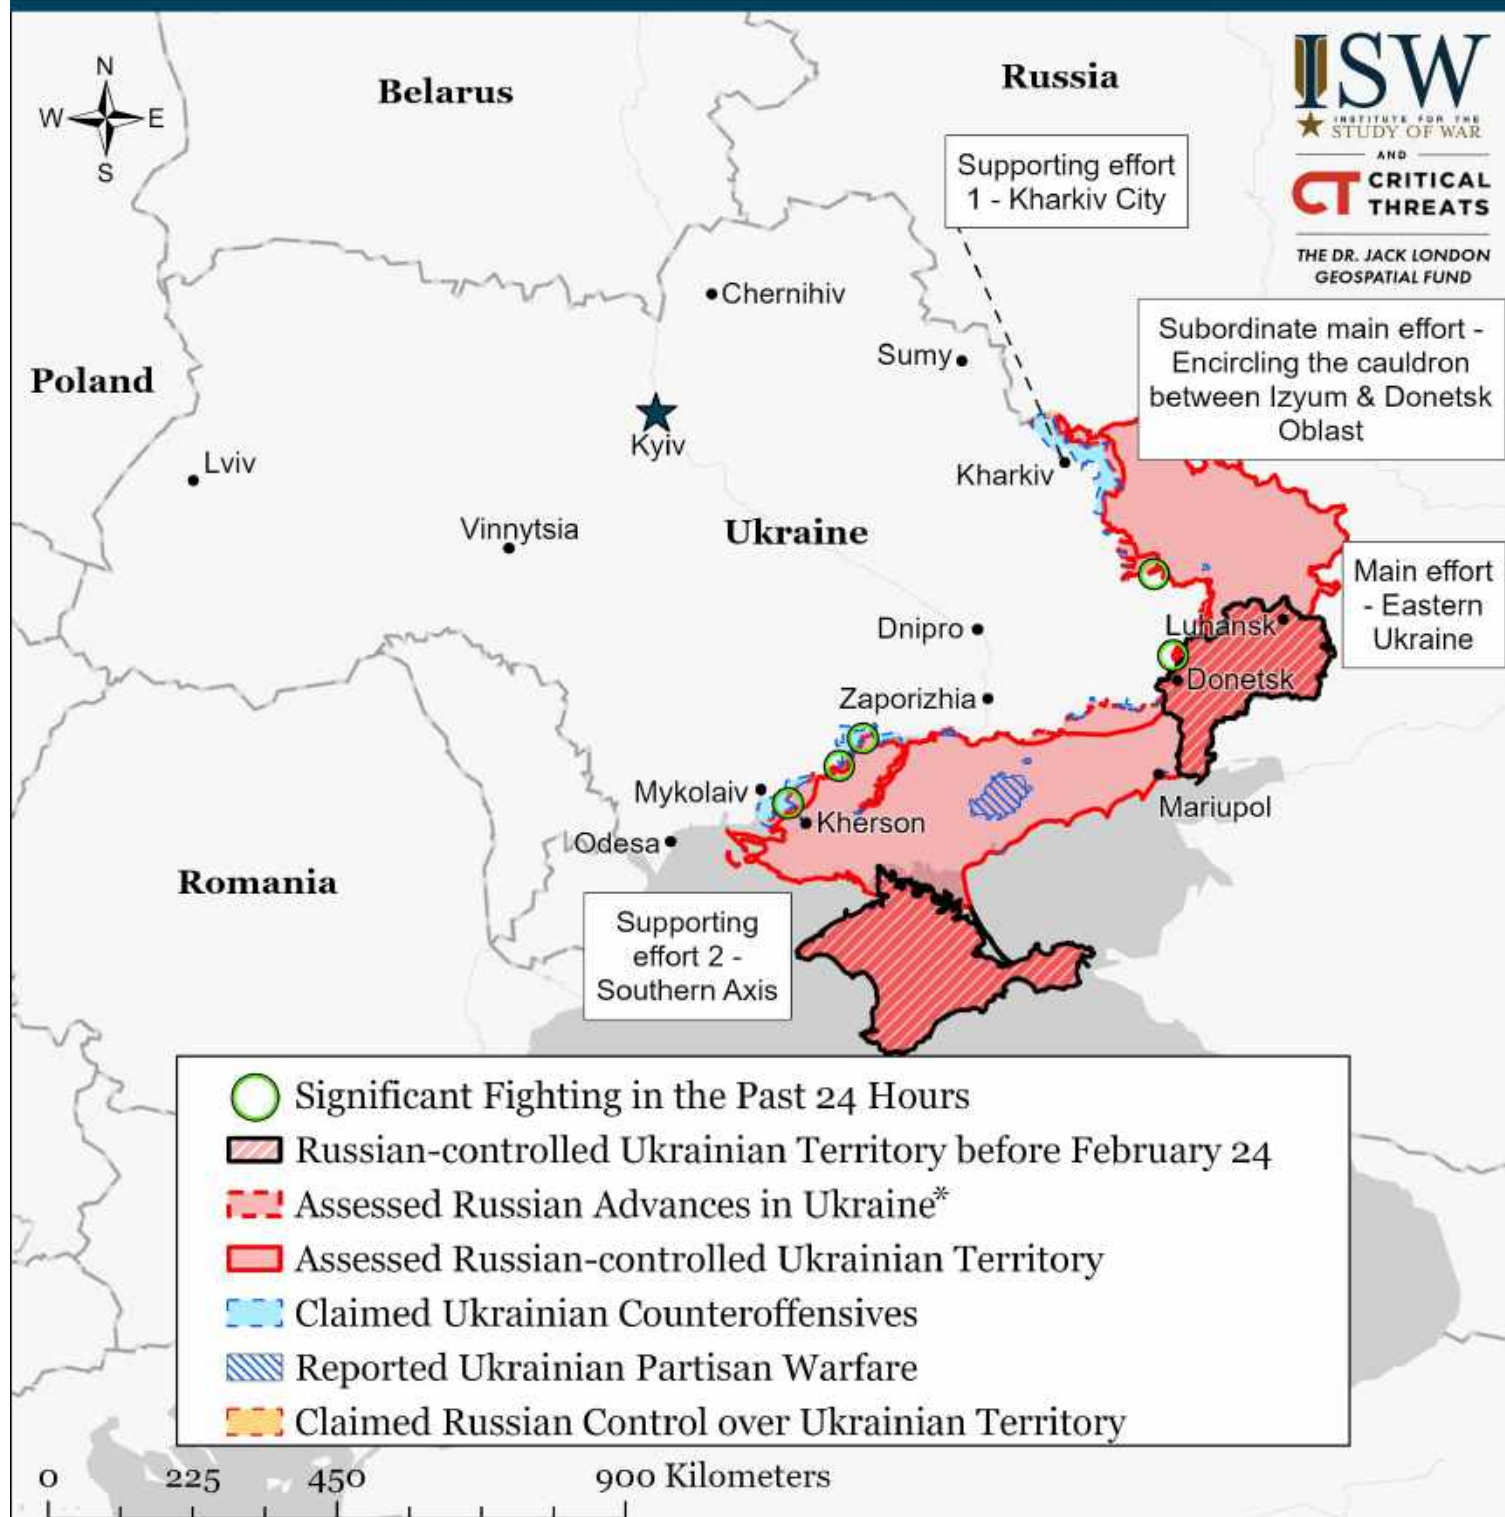 N
W E
S
Belarus
Russia
ISW
INSTITUTE FOR THE
STUDY OF WAR
AND
CT CRITICAL
THREATS
THE DR. JACK LONDON
GEOSPATIAL FUND
Supporting effort
1 - Kharkiv City
Chernihiv
Subordinate main effort -
Encircling the cauldron
between Izyum & Donetsk
Oblast
Sumy
Poland
Kyiv
Lviv
Kharkiv
Vinnytsia
Ukraine
Main effort
- Eastern
Ukraine
Dnipro
Luhansk
Donetsk
Zaporizhia
Mykolaiv
Mariupol
Kherson
Odesa
Romania
Supporting
effort 2 -
Southern Axis
Significant Fighting in the Past 24 Hours
Russian-controlled Ukrainian Territory before February 24
Assessed Russian Advances in Ukraine*
Assessed Russian-controlled Ukrainian Territory
Claimed Ukrainian Counteroffensives
Reported Ukrainian Partisan Warfare
Claimed Russian Control over Ukrainian Territory
0 225 450 900 Kilometers